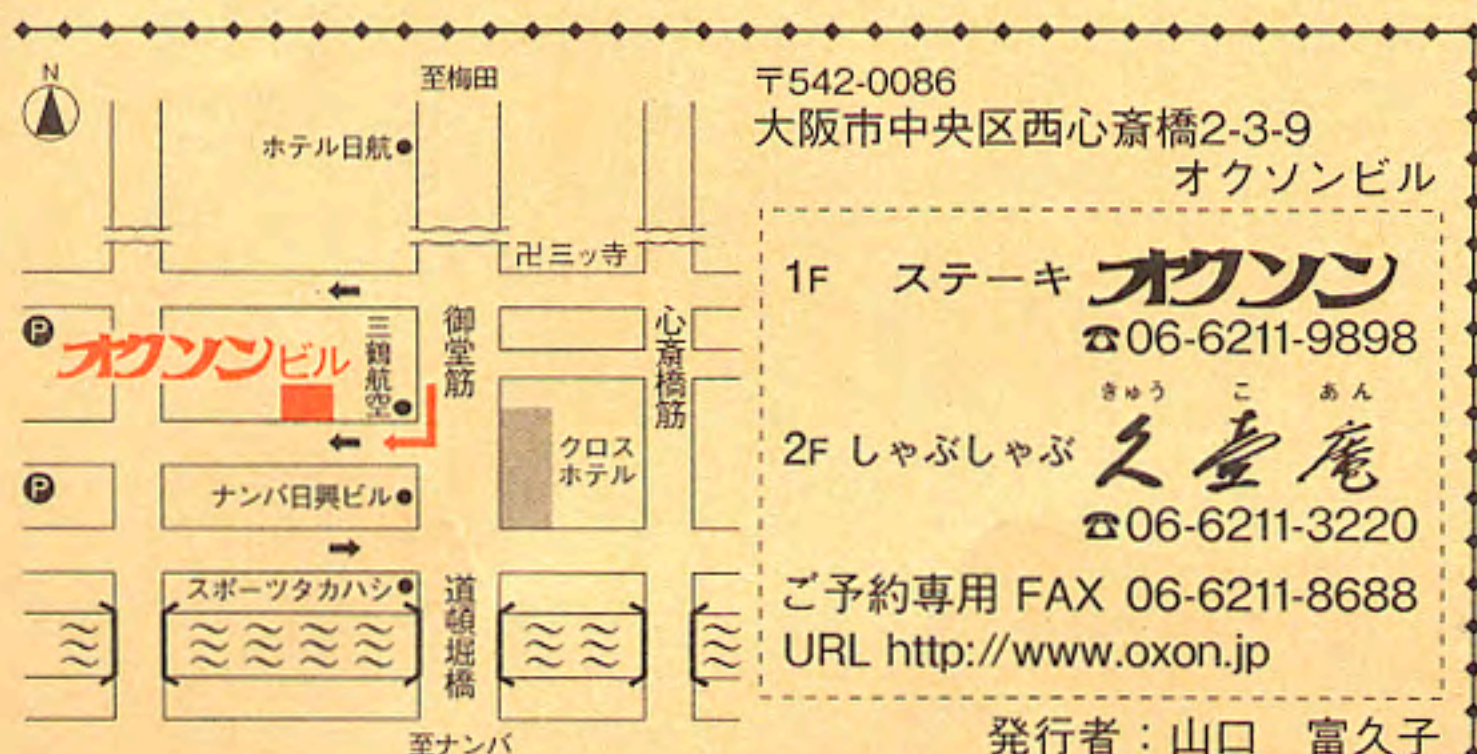 N
至梅田
ホテル日航
卍三ッ寺
P
オクソンビル
三鶴航空
御堂筋
心斎橋筋
クロス
ホテル
P
ナンバ日興ビル
スポーツタカハシ
道頓堀橋
至ナンバ
〒542-0086
大阪市中央区西心斎橋2-3-9
オクソンビル
1F ステーキ オクソン
☎06-6211-9898
きゅう こ あん
2F しゃぶしゃぶ 久壺庵
☎06-6211-3220
ご予約専用 FAX 06-6211-8688
URL http://www.oxon.jp
発行者：山口 富久子